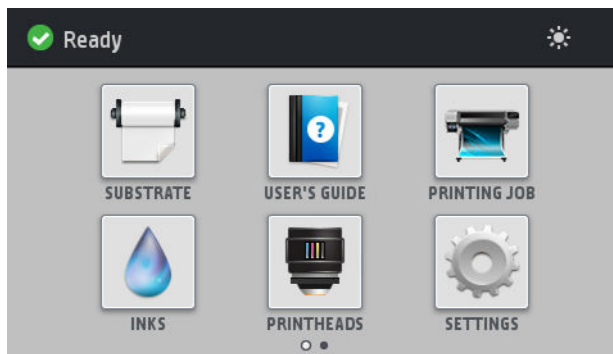 Ready
SUBSTRATE
USER'S GUIDE
PRINTING JOB
?
INKS
PRINTHEADS
SETTINGS